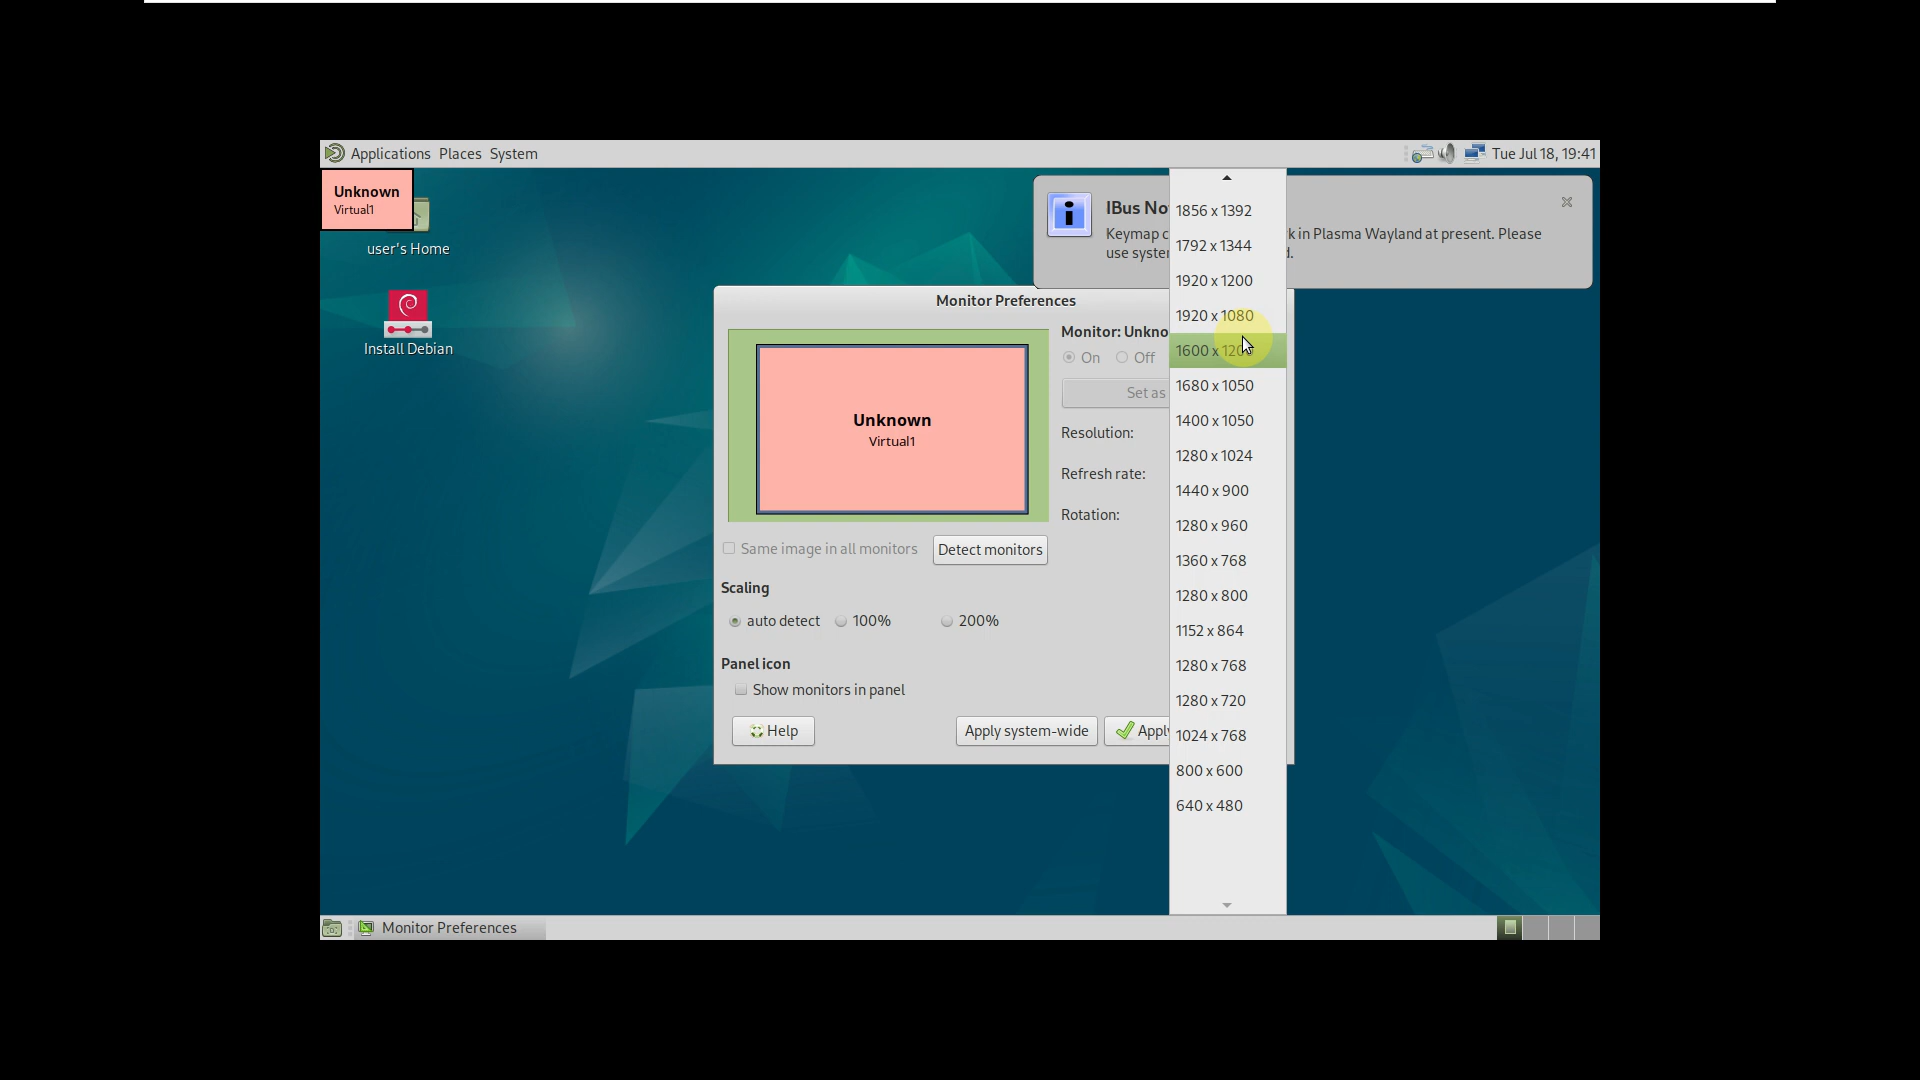 Applications Places System
Tue Jul 18, 19:41
Unknown
Virtual1
user's Home
Install Debian
IBus No
Keymap c
k in Plasma Wayland at present. Please
use syste
d.
Monitor Preferences
Unknown
Virtual1
Monitor: Unkno
On Off
Set as
Resolution:
Refresh rate:
Rotation:
Same image in all monitors
Detect monitors
Scaling
auto detect 100% 200%
Panel icon
Show monitors in panel
Help
Apply system-wide
Apply
1856 x 1392
1792 x 1344
1920 x 1200
1920 x 1080
1600 x 1200
1680 x 1050
1400 x 1050
1280 x 1024
1440 x 900
1280 x 960
1360 x 768
1280 x 800
1152 x 864
1280 x 768
1280 x 720
1024 x 768
800 x 600
640 x 480
Monitor Preferences